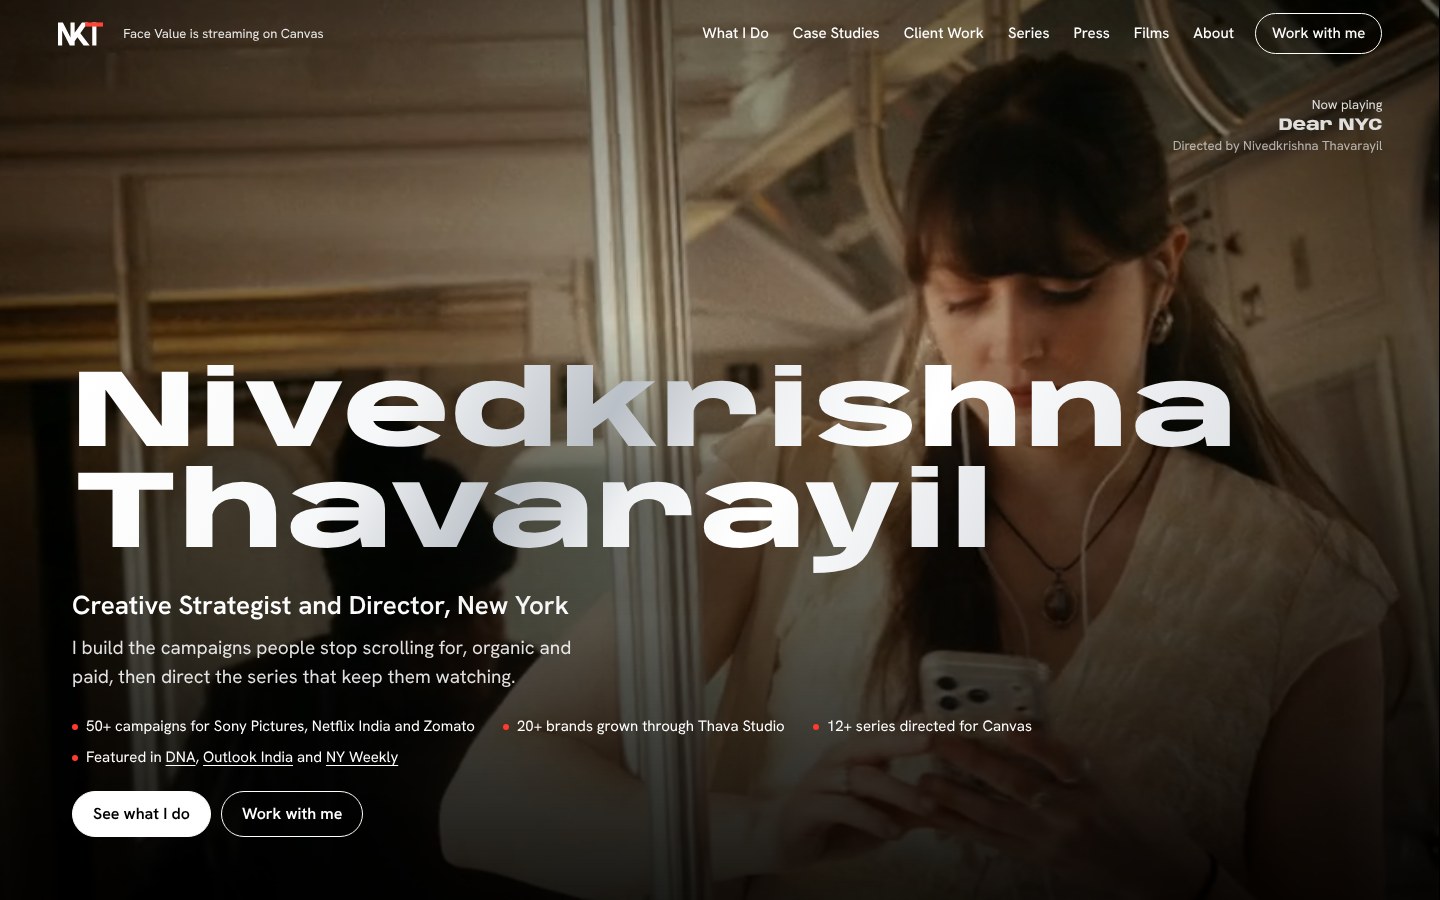 NKT
Face Value is streaming on Canvas
What I Do
Case Studies
Client Work
Series
Press
Films
About
Work with me
Now playing
Dear NYC
Directed by Nivedkrishna Thavarayil
Nivedkrishna
Thavarayil
Creative Strategist and Director, New York
I build the campaigns people stop scrolling for, organic and
paid, then direct the series that keep them watching.
50+ campaigns for Sony Pictures, Netflix India and Zomato
20+ brands grown through Thava Studio
12+ series directed for Canvas
Featured in DNA, Outlook India and NY Weekly
See what I do
Work with me